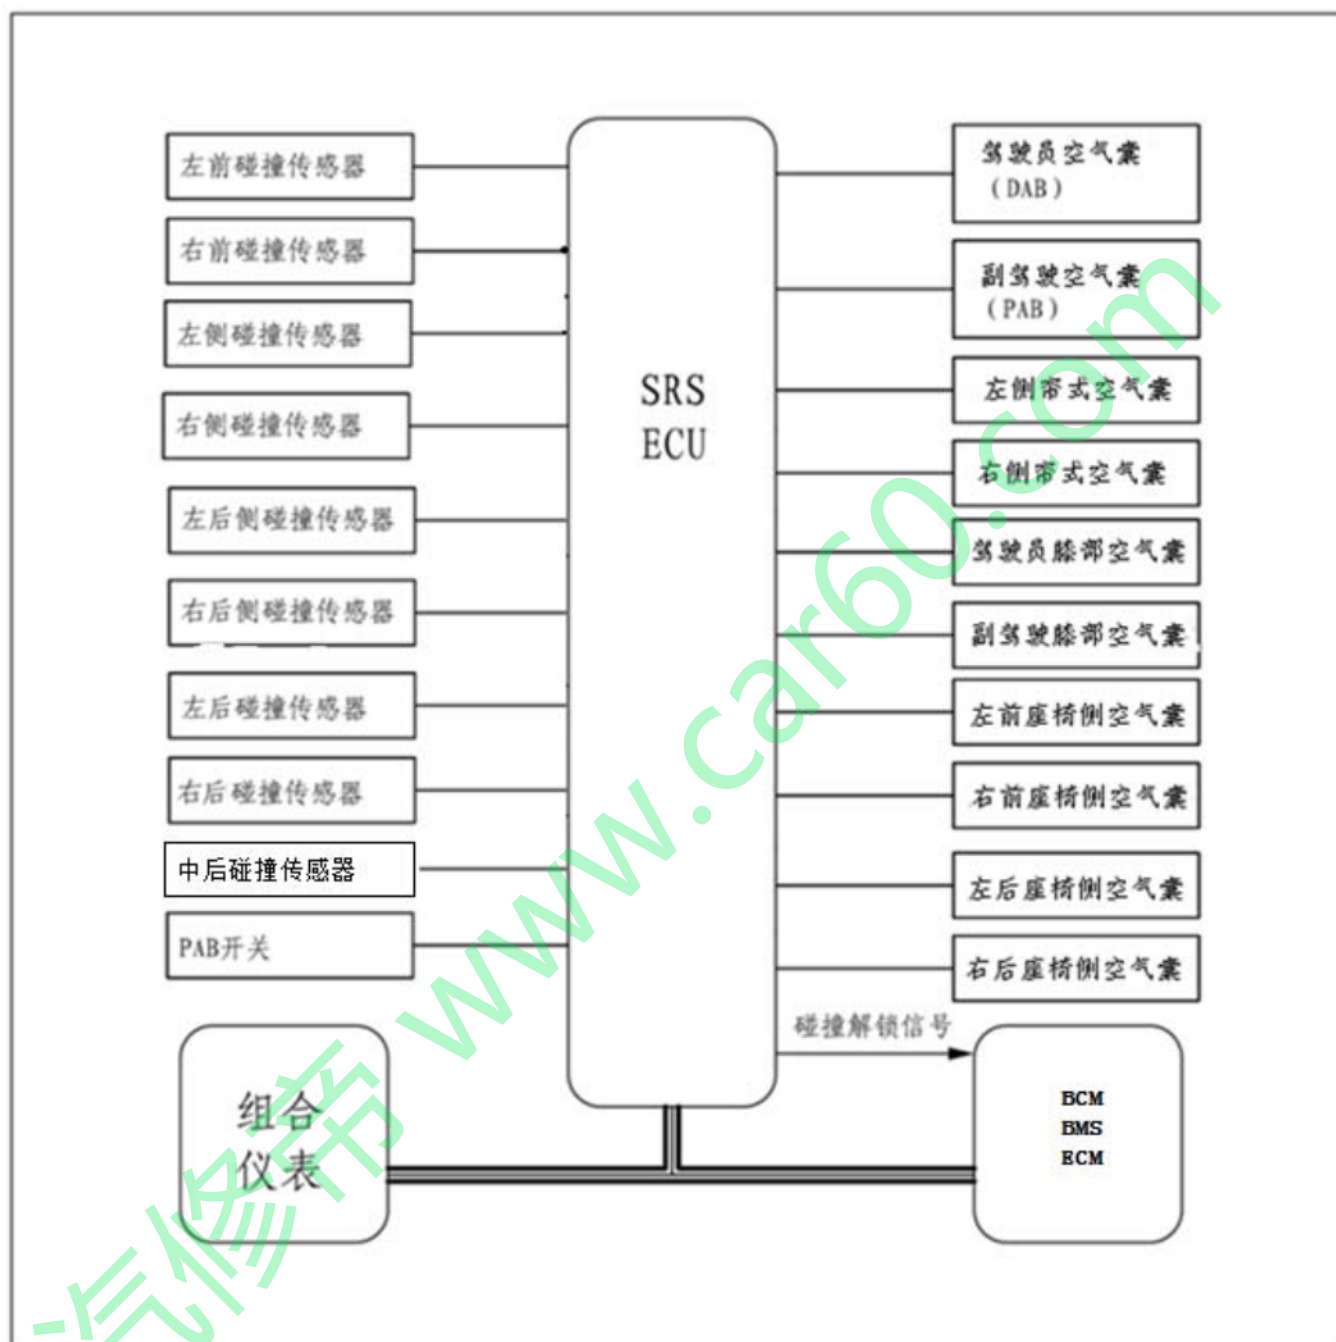 左前碰撞传感器
右前碰撞传感器
左侧碰撞传感器
右侧碰撞传感器
左后侧碰撞传感器
右后侧碰撞传感器
左后碰撞传感器
右后碰撞传感器
中后碰撞传感器
PAB开关
组合
仪表
SRS
ECU
驾驶员空气囊
(DAB)
副驾驶空气囊
(PAB)
左侧帘式空气囊
右侧帘式空气囊
驾驶员膝部空气囊
副驾驶膝部空气囊
左前座椅侧空气囊
右前座椅侧空气囊
左后座椅侧空气囊
右后座椅侧空气囊
碰撞解锁信号
BCM
BMS
ECM
汽修帝 www.car60.com